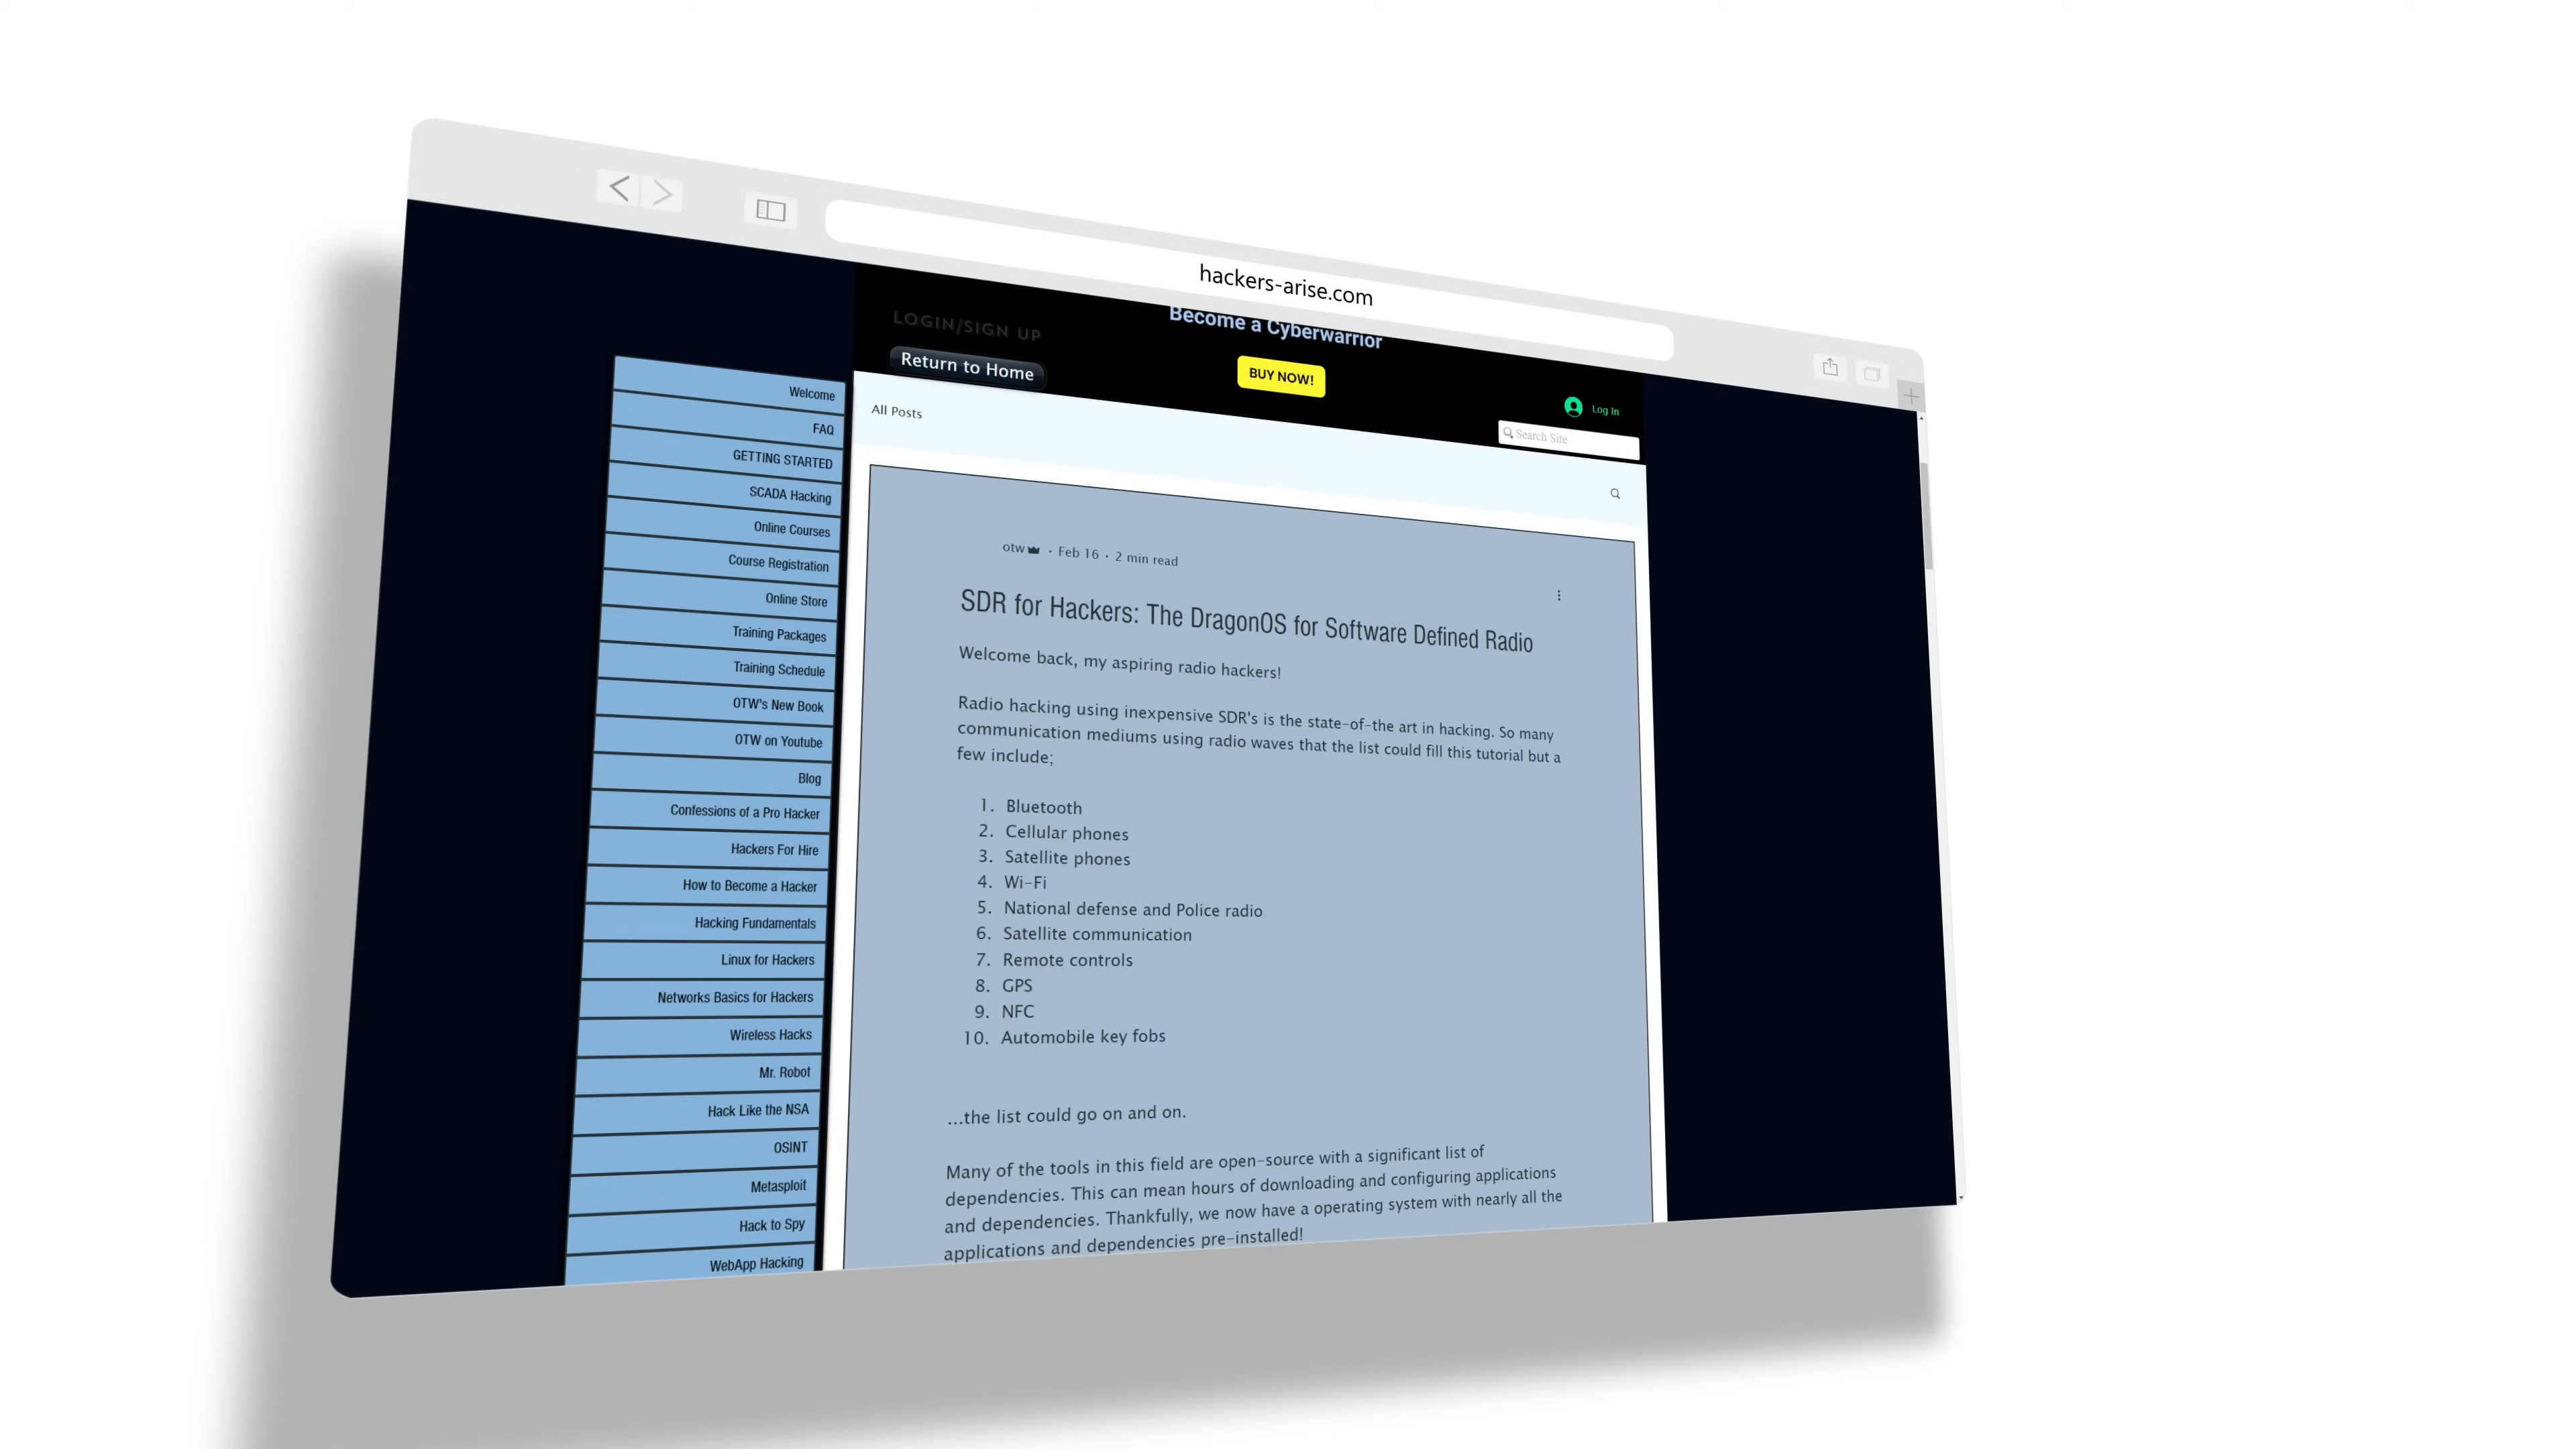 hackers-arise.com
LOGIN/SIGN UP
Become a Cyberwarrior
Return to Home
BUY NOW!
Log In
Search Site
All Posts
Welcome
FAQ
GETTING STARTED
SCADA Hacking
Online Courses
Course Registration
Online Store
Training Packages
Training Schedule
OTW's New Book
OTW on Youtube
Blog
Confessions of a Pro Hacker
Hackers For Hire
How to Become a Hacker
Hacking Fundamentals
Linux for Hackers
Networks Basics for Hackers
Wireless Hacks
Mr. Robot
Hack Like the NSA
OSINT
Metasploit
Hack to Spy
WebApp Hacking
otw · Feb 16 · 2 min read
SDR for Hackers: The DragonOS for Software Defined Radio
Welcome back, my aspiring radio hackers!
Radio hacking using inexpensive SDR's is the state-of-the art in hacking. So many
communication mediums using radio waves that the list could fill this tutorial but a
few include;
1. Bluetooth
2. Cellular phones
3. Satellite phones
4. Wi-Fi
5. National defense and Police radio
6. Satellite communication
7. Remote controls
8. GPS
9. NFC
10. Automobile key fobs
...the list could go on and on.
Many of the tools in this field are open-source with a significant list of
dependencies. This can mean hours of downloading and configuring applications
and dependencies. Thankfully, we now have a operating system with nearly all the
applications and dependencies pre-installed!